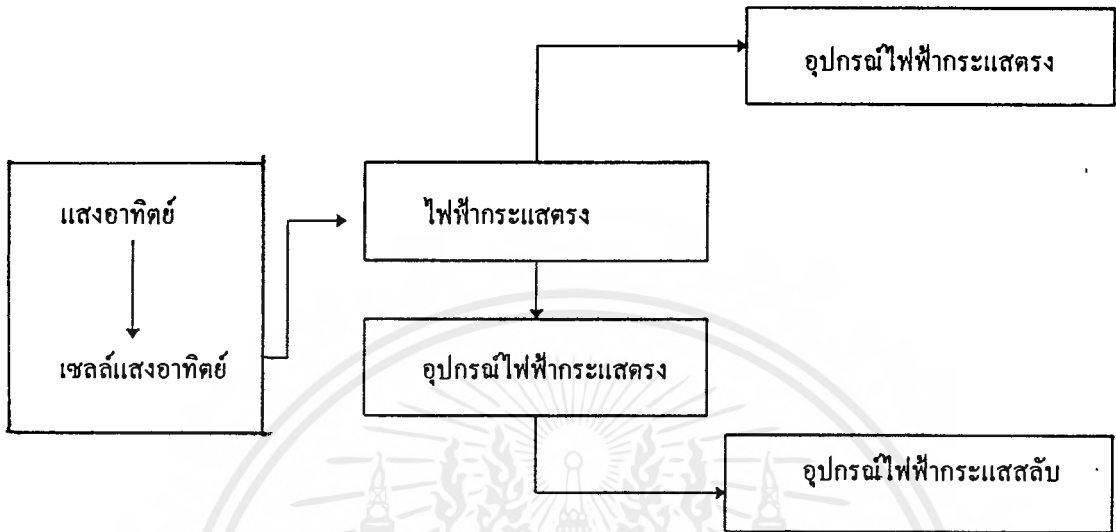 อุปกรณ์ไฟฟ้ากระแสตรง
แสงอาทิตย์
ไฟฟ้ากระแสตรง
เซลล์แสงอาทิตย์
อุปกรณ์ไฟฟ้ากระแสตรง
อุปกรณ์ไฟฟ้ากระแสสลับ